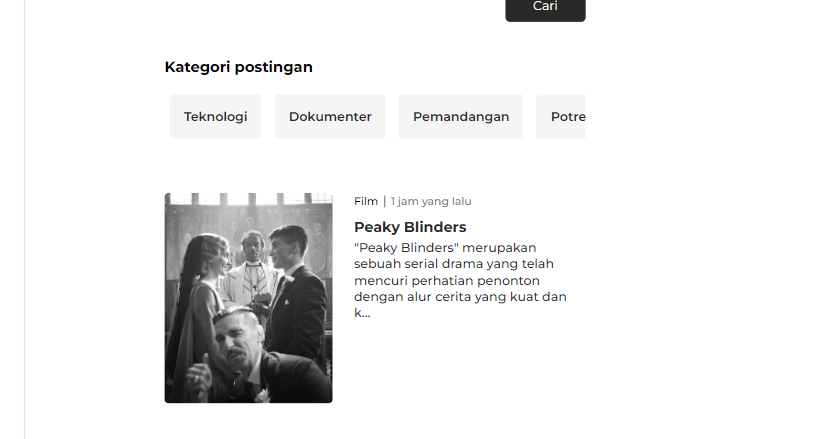 Cari
Kategori postingan
Teknologi
Dokumenter
Pemandangan
Potre
Film | 1 jam yang lalu
Peaky Blinders
"Peaky Blinders" merupakan
sebuah serial drama yang telah
mencuri perhatian penonton
dengan alur cerita yang kuat dan
k...